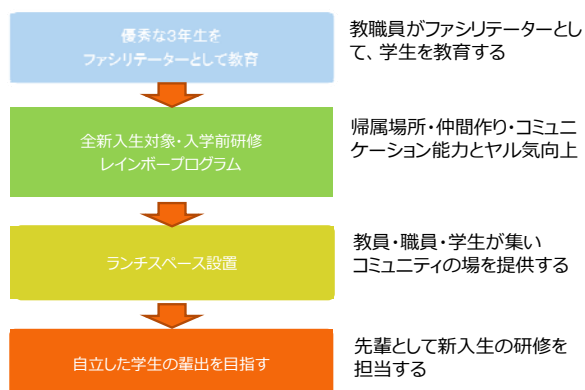 優秀な3年生を
ファシリテーターとして教育
教職員がファシリテーターとし
て、学生を教育する
全新入生対象・入学前研修
レインボープログラム
帰属場所・仲間作り・コミュニ
ケーション能力とヤル気向上
ランチスペース設置
教員・職員・学生が集い
コミュニティの場を提供する
自立した学生の輩出を目指す
先輩として新入生の研修を
担当する